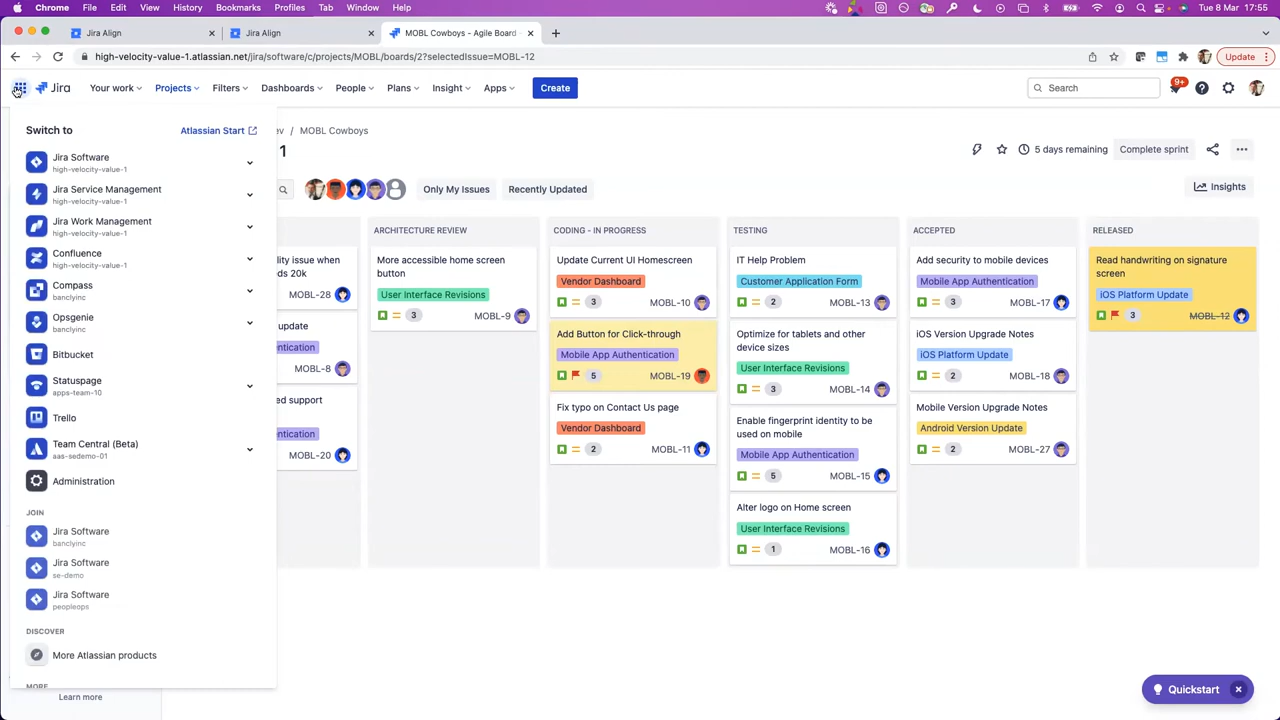 Chrome File Edit View History Bookmarks Profiles Tab Window Help
Tue 8 Mar 17:55
Jira Align
Jira Align
MOBL Cowboys - Agile Board
high-velocity-value-1.atlassian.net/jira/software/c/projects/MOBL/boards/2?selectedIssue=MOBL-12
Update
Jira
Your work
Projects
Filters
Dashboards
People
Plans
Insight
Apps
Create
Search
9+
Switch to
Atlassian Start
Jira Software
high-velocity-value-1
Jira Service Management
high-velocity-value-1
Jira Work Management
high-velocity-value-1
Confluence
high-velocity-value-1
Compass
banclyinc
Opsgenie
banclyinc
Bitbucket
Statuspage
apps-team-10
Trello
Team Central (Beta)
aas-sedemo-01
Administration
JOIN
Jira Software
banclyinc
Jira Software
se-demo
Jira Software
peopleops
DISCOVER
More Atlassian products
MORE
Learn more
ev / MOBL Cowboys
1
5 days remaining
Complete sprint
Only My Issues
Recently Updated
Insights
lity issue when
ds 20k
MOBL-28
update
ntication
MOBL-8
ed support
ntication
MOBL-20
ARCHITECTURE REVIEW
More accessible home screen
button
User Interface Revisions
3 MOBL-9
CODING - IN PROGRESS
Update Current UI Homescreen
Vendor Dashboard
3 MOBL-10
Add Button for Click-through
Mobile App Authentication
5 MOBL-19
Fix typo on Contact Us page
Vendor Dashboard
2 MOBL-11
TESTING
IT Help Problem
Customer Application Form
2 MOBL-13
Optimize for tablets and other
device sizes
User Interface Revisions
3 MOBL-14
Enable fingerprint identity to be
used on mobile
Mobile App Authentication
5 MOBL-15
Alter logo on Home screen
User Interface Revisions
1 MOBL-16
ACCEPTED
Add security to mobile devices
Mobile App Authentication
3 MOBL-17
iOS Version Upgrade Notes
iOS Platform Update
2 MOBL-18
Mobile Version Upgrade Notes
Android Version Update
2 MOBL-27
RELEASED
Read handwriting on signature
screen
iOS Platform Update
3 MOBL-12
Quickstart